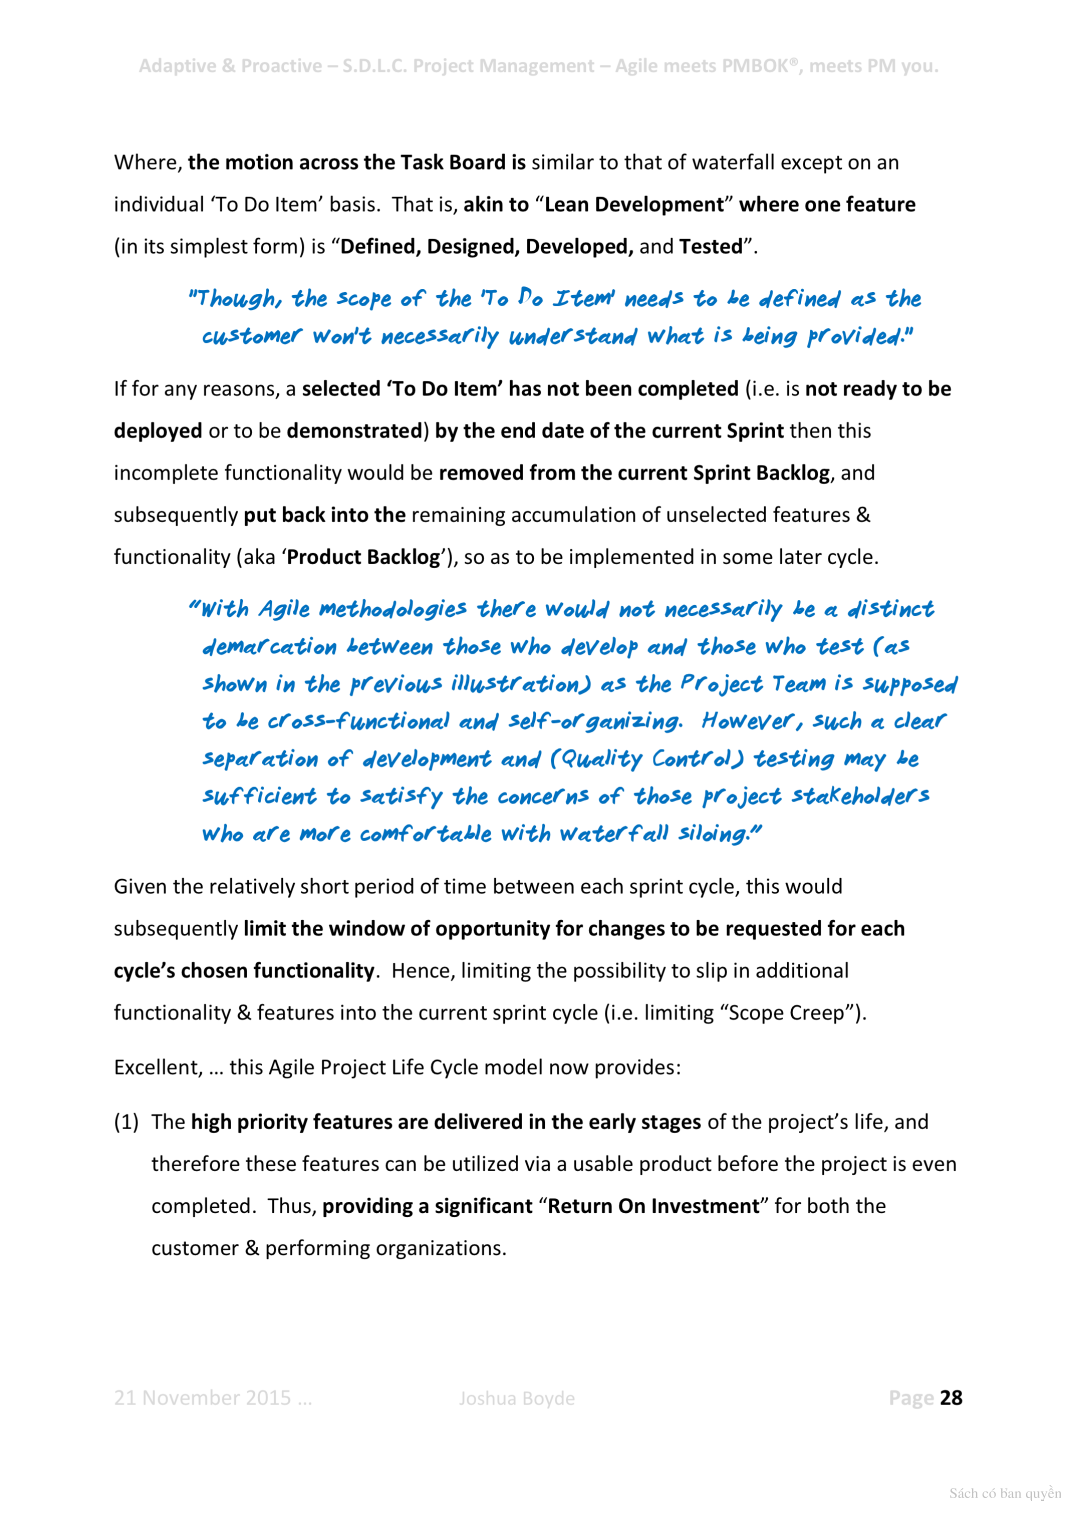 Adaptive & Proactive – S.D.L.C. Project Management – Agile meets PMBOK®, meets PM you.
Where, the motion across the Task Board is similar to that of waterfall except on an
individual ‘To Do Item’ basis.  That is, akin to “Lean Development” where one feature
(in its simplest form) is “Defined, Designed, Developed, and Tested”.
"Though, the scope of the 'To Do Item' needs to be defined as the
customer won't necessarily understand what is being provided."
If for any reasons, a selected ‘To Do Item’ has not been completed (i.e. is not ready to be
deployed or to be demonstrated) by the end date of the current Sprint then this
incomplete functionality would be removed from the current Sprint Backlog, and
subsequently put back into the remaining accumulation of unselected features &
functionality (aka ‘Product Backlog’), so as to be implemented in some later cycle.
“With Agile methodologies there would not necessarily be a distinct
demarcation between those who develop and those who test (as
shown in the previous illustration) as the Project Team is supposed
to be cross-functional and self-organizing.  However, such a clear
separation of development and (Quality Control) testing may be
sufficient to satisfy the concerns of those project stakeholders
who are more comfortable with waterfall siloing.”
Given the relatively short period of time between each sprint cycle, this would
subsequently limit the window of opportunity for changes to be requested for each
cycle’s chosen functionality.  Hence, limiting the possibility to slip in additional
functionality & features into the current sprint cycle (i.e. limiting “Scope Creep”).
Excellent, … this Agile Project Life Cycle model now provides:
(1)  The high priority features are delivered in the early stages of the project’s life, and
therefore these features can be utilized via a usable product before the project is even
completed.  Thus, providing a significant “Return On Investment” for both the
customer & performing organizations.
21 November 2015 … Joshua Boyde Page 28
Sách có bản quyền